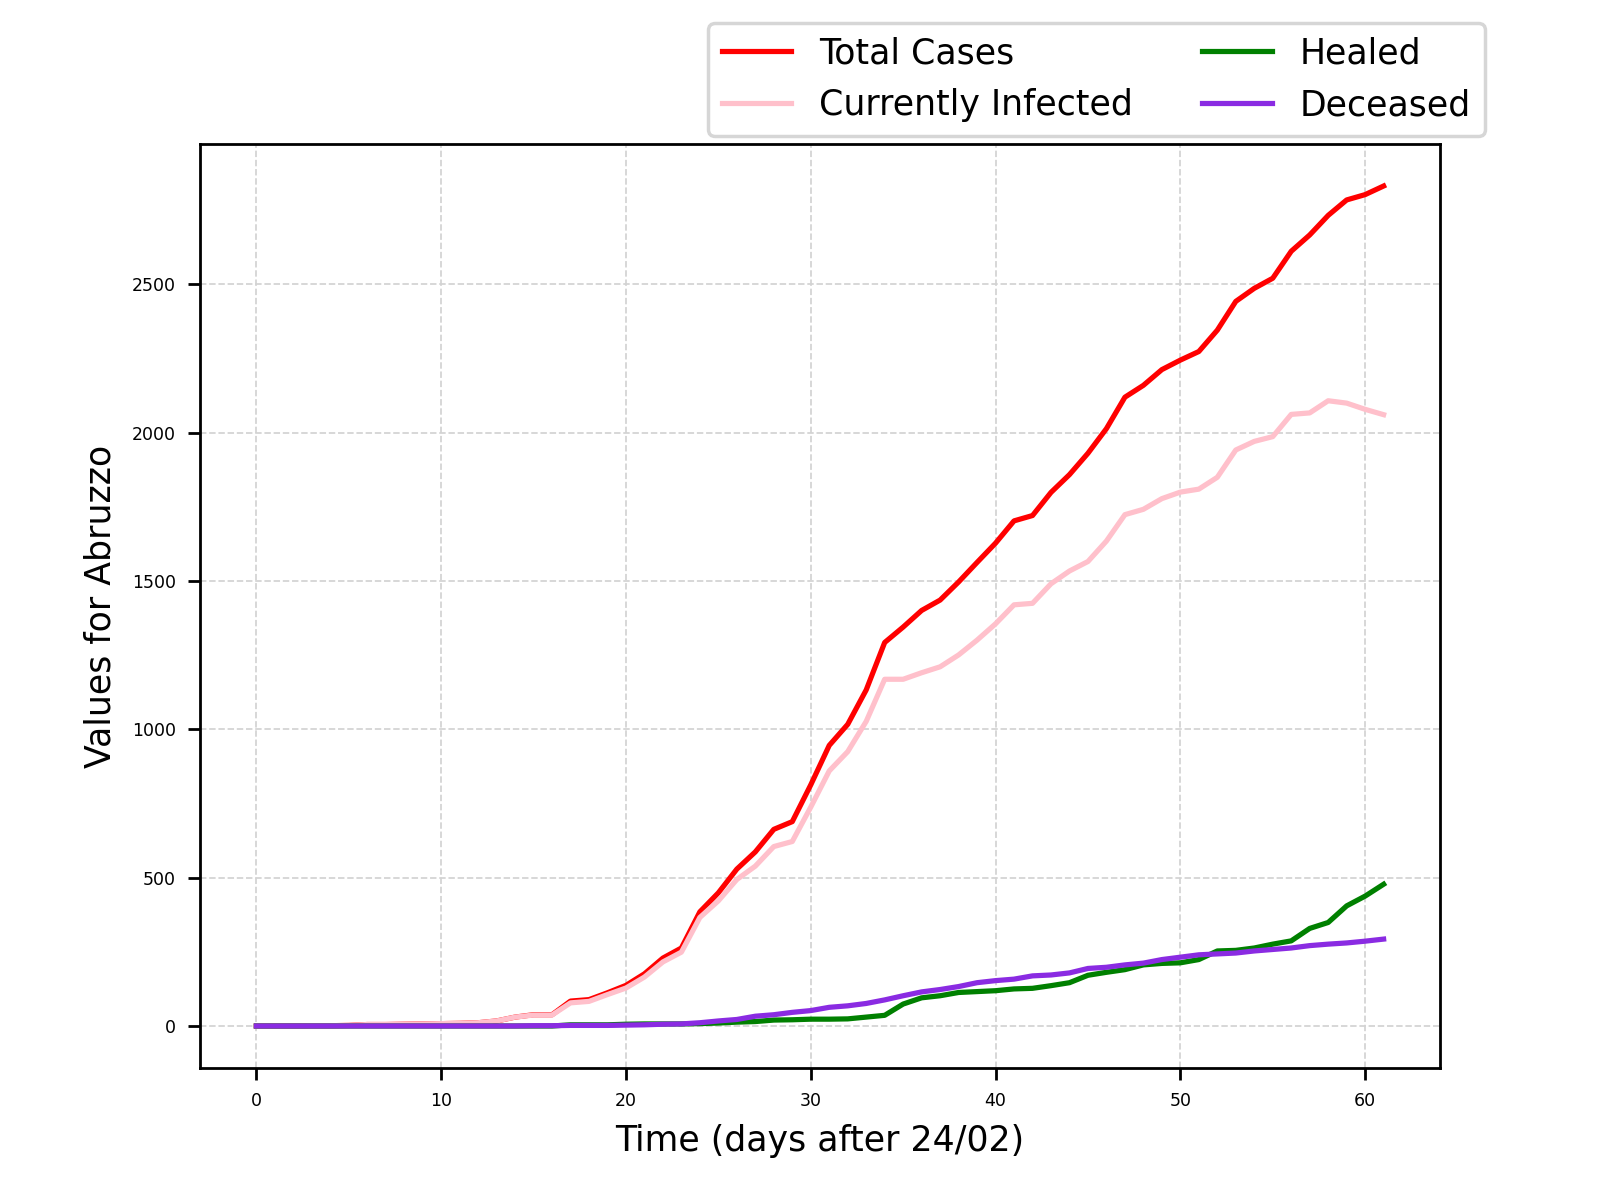 Total Cases
Currently Infected
Healed
Deceased
Values for Abruzzo
2500
2000
1500
1000
500
0
0 10 20 30 40 50 60
Time (days after 24/02)